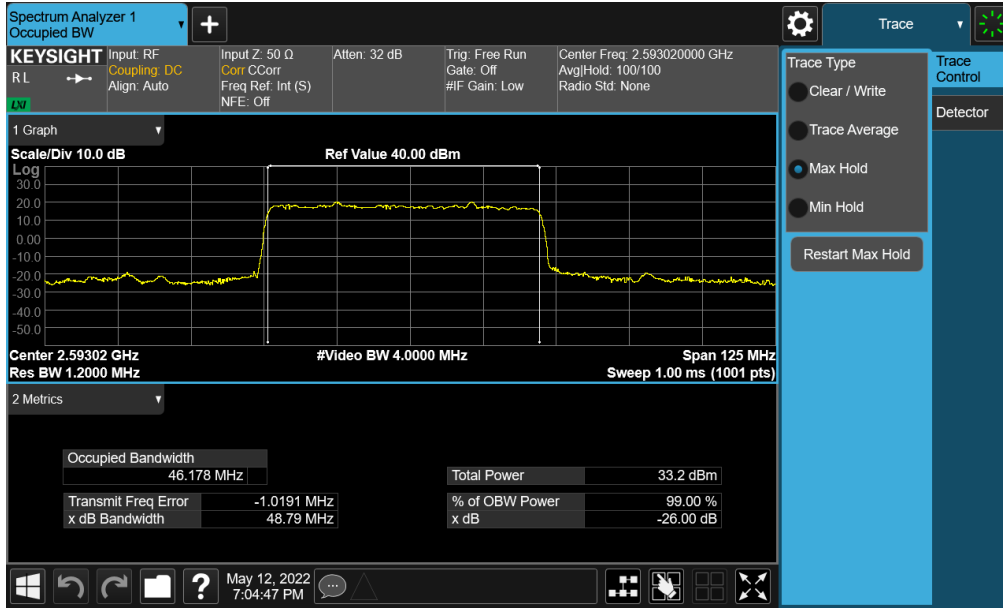 Spectrum Analyzer 1
Occupied BW
+
Trace
KEYSIGHT
RL
LXI
Input: RF
Coupling: DC
Align: Auto
Input Z: 50 Ω
Corr CCorr
Freq Ref: Int (S)
NFE: Off
Atten: 32 dB
Trig: Free Run
Gate: Off
#IF Gain: Low
Center Freq: 2.593020000 GHz
Avg|Hold: 100/100
Radio Std: None
Trace Type
Clear / Write
Trace Average
Max Hold
Min Hold
Restart Max Hold
Trace
Control
Detector
1 Graph
Scale/Div 10.0 dB
Ref Value 40.00 dBm
Log
30.0
20.0
10.0
0.00
-10.0
-20.0
-30.0
-40.0
-50.0
Center 2.59302 GHz
#Video BW 4.0000 MHz
Span 125 MHz
Res BW 1.2000 MHz
Sweep 1.00 ms (1001 pts)
2 Metrics
Occupied Bandwidth
46.178 MHz
Total Power 33.2 dBm
Transmit Freq Error -1.0191 MHz
% of OBW Power 99.00 %
x dB Bandwidth 48.79 MHz
x dB -26.00 dB
?
May 12, 2022
7:04:47 PM